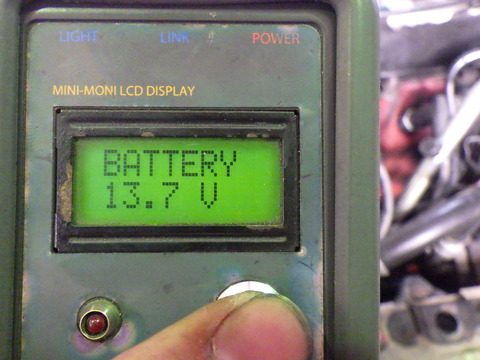 LIGHT LINK POWER
MINI-MONI LCD DISPLAY
BATTERY
13.7 V